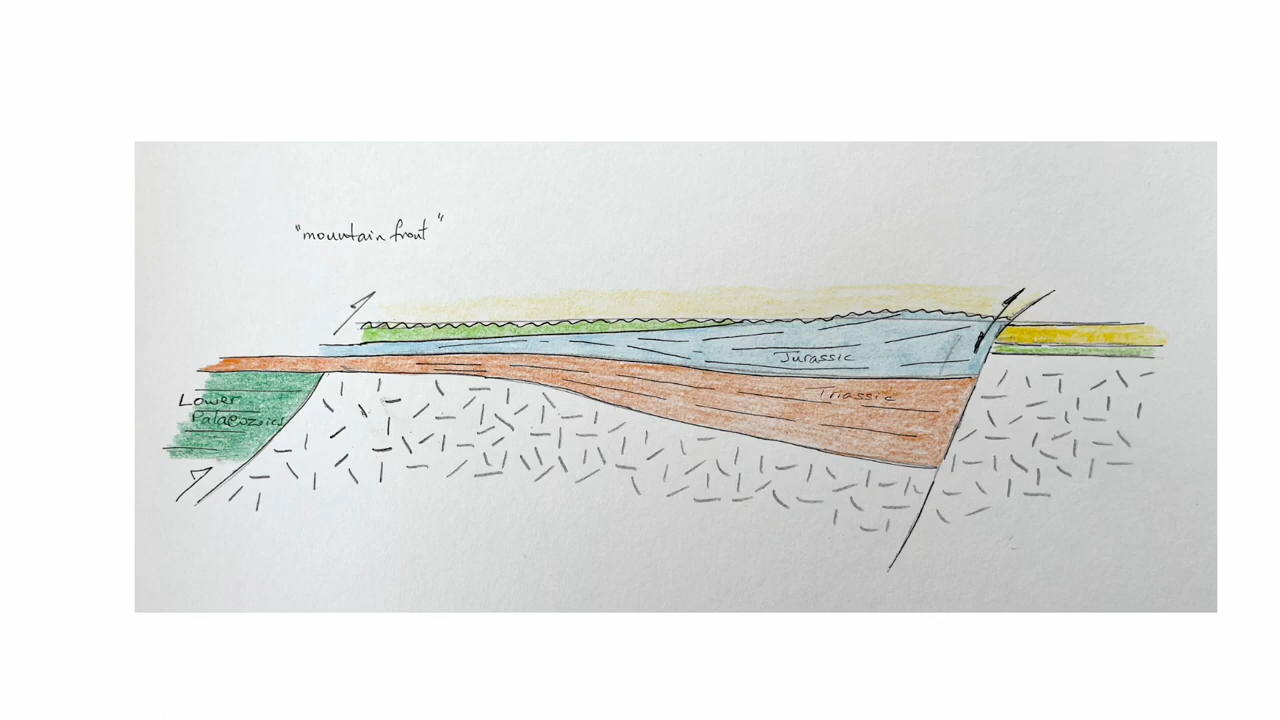 "mountain front"
Jurassic
Triassic
Lower
Palaeozoics